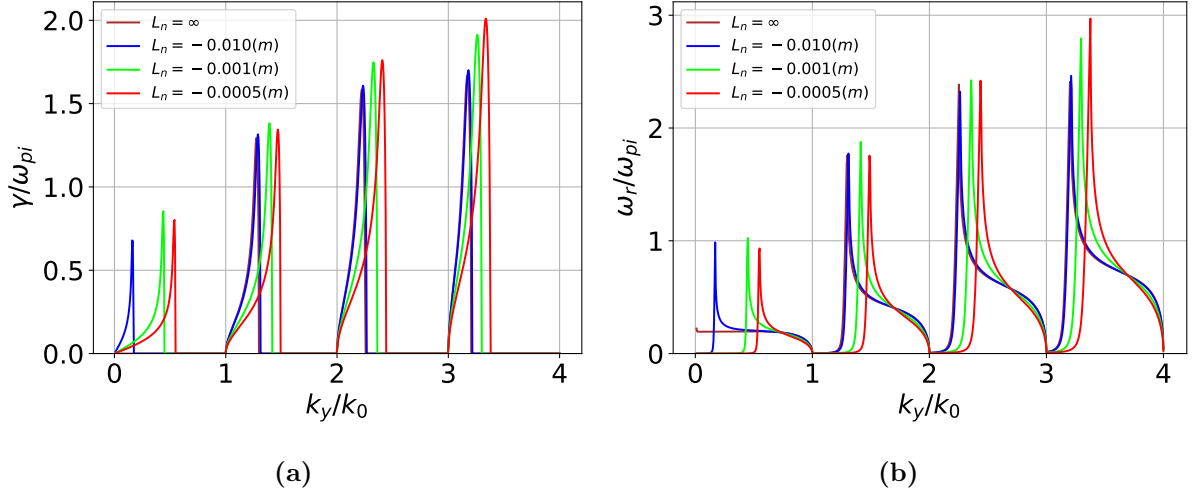 L_n = ∞
L_n = −0.010(m)
L_n = −0.001(m)
L_n = −0.0005(m)
2.0
1.5
1.0
0.5
0.0
γ/ω_pi
0 1 2 3 4
k_y/k_0
(a)
L_n = ∞
L_n = −0.010(m)
L_n = −0.001(m)
L_n = −0.0005(m)
3
2
1
0
ω_r/ω_pi
0 1 2 3 4
k_y/k_0
(b)